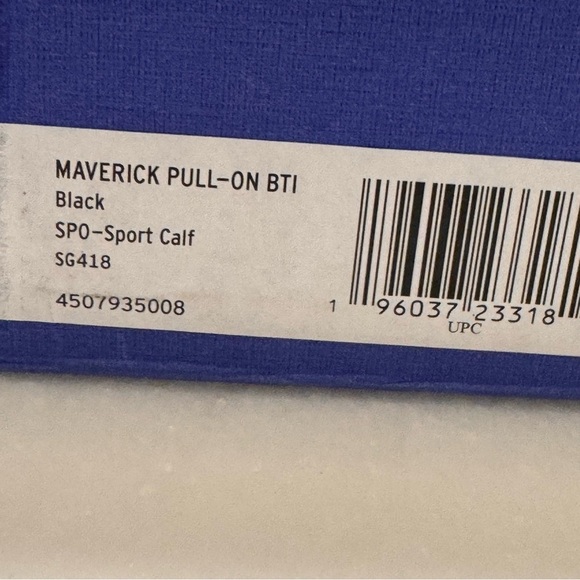 MAVERICK PULL-ON BTI
Black
SPO-Sport Calf
SG418
4507935008
1 96037 23318
UPC